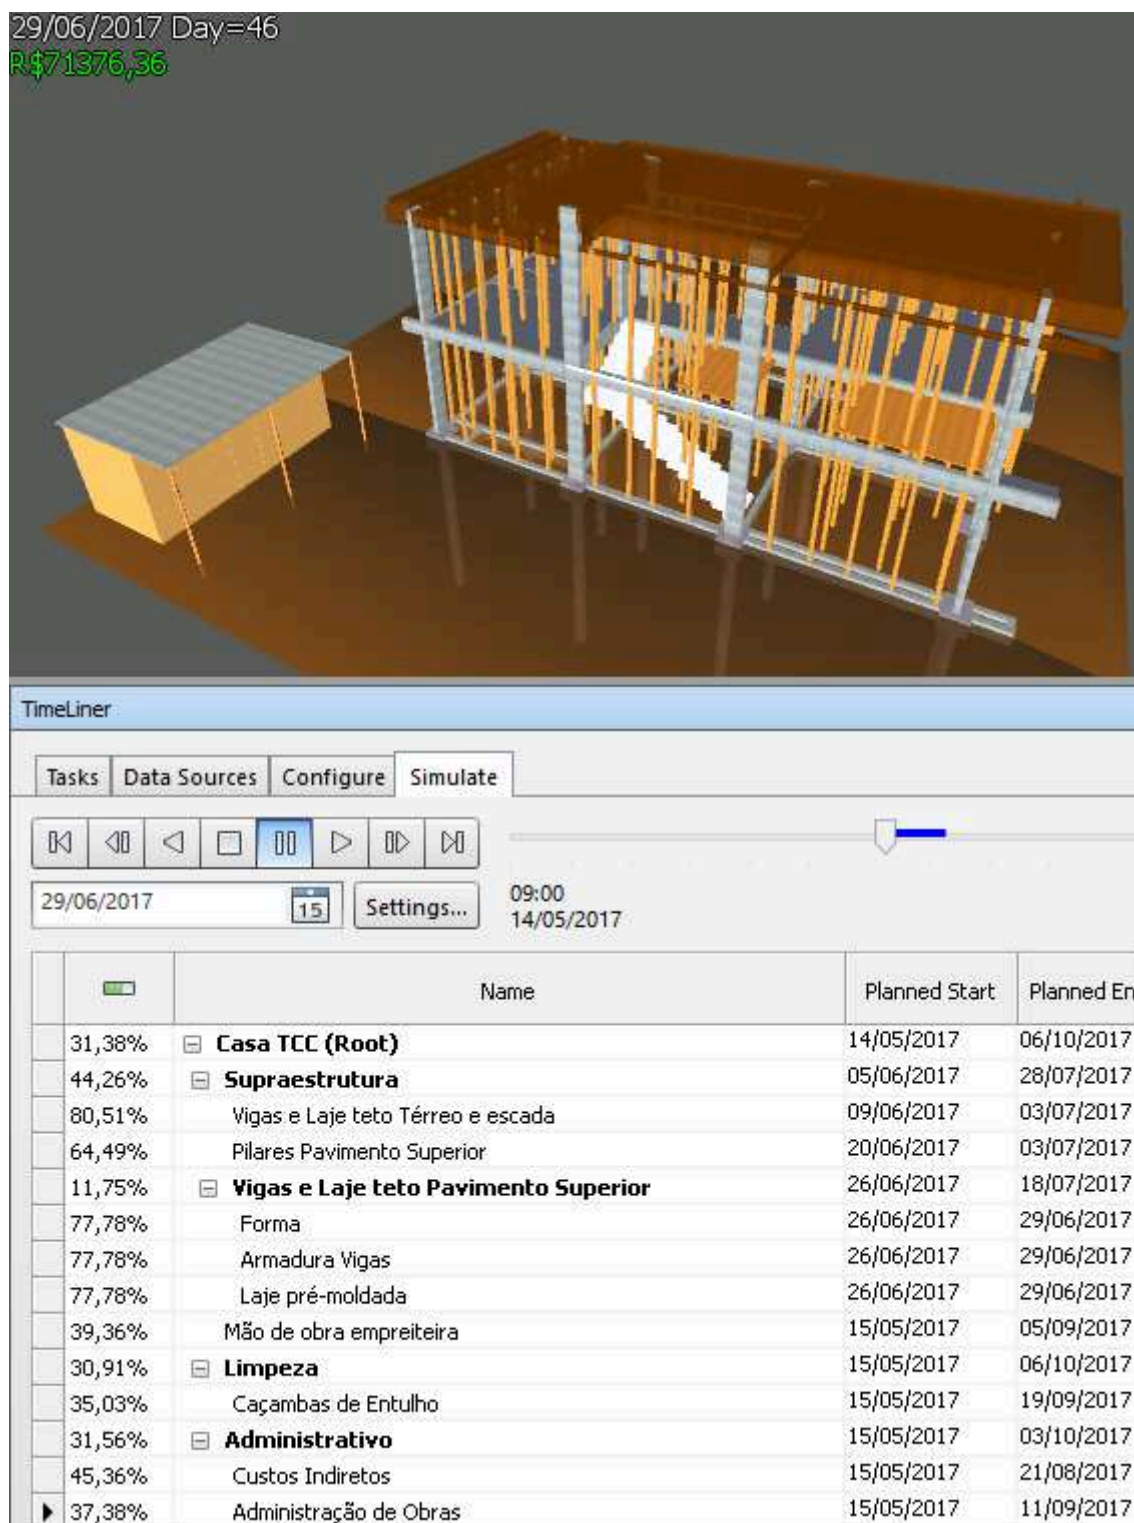 29/06/2017 Day=46
R$71376,36
TimeLiner
Tasks Data Sources Configure Simulate
29/06/2017 15 Settings... 09:00
14/05/2017
Name Planned Start Planned En
31,38% Casa TCC (Root) 14/05/2017 06/10/2017
44,26% Supraestrutura 05/06/2017 28/07/2017
80,51% Vigas e Laje teto Térreo e escada 09/06/2017 03/07/2017
64,49% Pilares Pavimento Superior 20/06/2017 03/07/2017
11,75% Vigas e Laje teto Pavimento Superior 26/06/2017 18/07/2017
77,78% Forma 26/06/2017 29/06/2017
77,78% Armadura Vigas 26/06/2017 29/06/2017
77,78% Laje pré-moldada 26/06/2017 29/06/2017
39,36% Mão de obra empreiteira 15/05/2017 05/09/2017
30,91% Limpeza 15/05/2017 06/10/2017
35,03% Caçambas de Entulho 15/05/2017 19/09/2017
31,56% Administrativo 15/05/2017 03/10/2017
45,36% Custos Indiretos 15/05/2017 21/08/2017
37,38% Administração de Obras 15/05/2017 11/09/2017